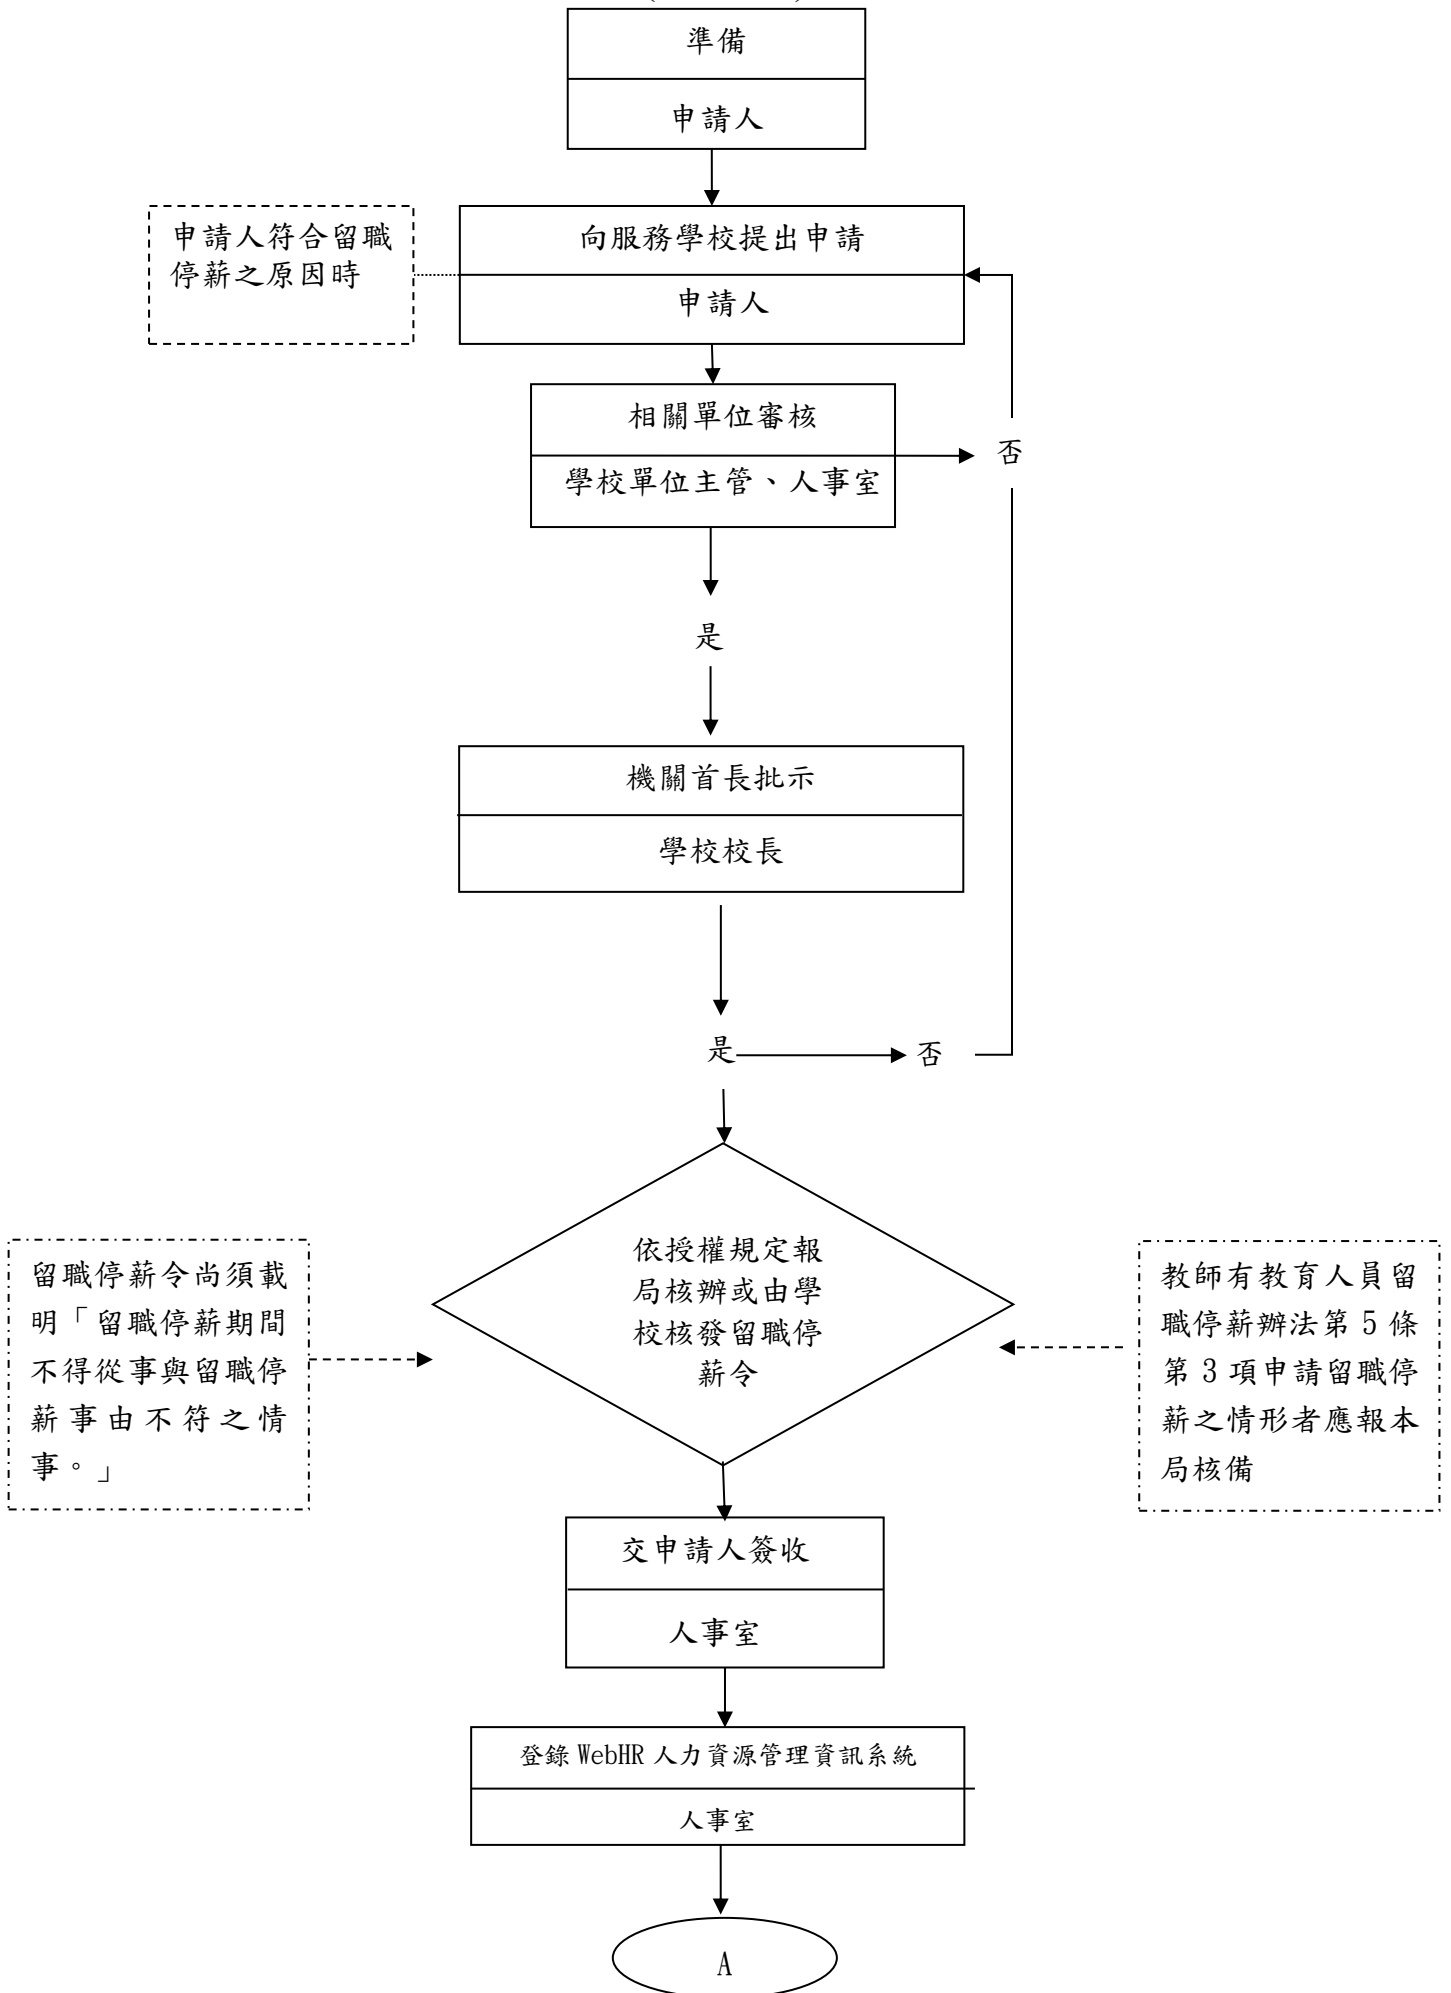 準備
申請人
申請人符合留職
停薪之原因時
向服務學校提出申請
申請人
相關單位審核
學校單位主管、人事室
否
是
機關首長批示
學校校長
是
否
依授權規定報
局核辦或由學
校核發留職停
薪令
留職停薪令尚須載
明「留職停薪期間
不得從事與留職停
薪事由不符之情
事。」
教師有教育人員留
職停薪辦法第 5 條
第 3 項申請留職停
薪之情形者應報本
局核備
交申請人簽收
人事室
登錄 WebHR 人力資源管理資訊系統
人事室
A